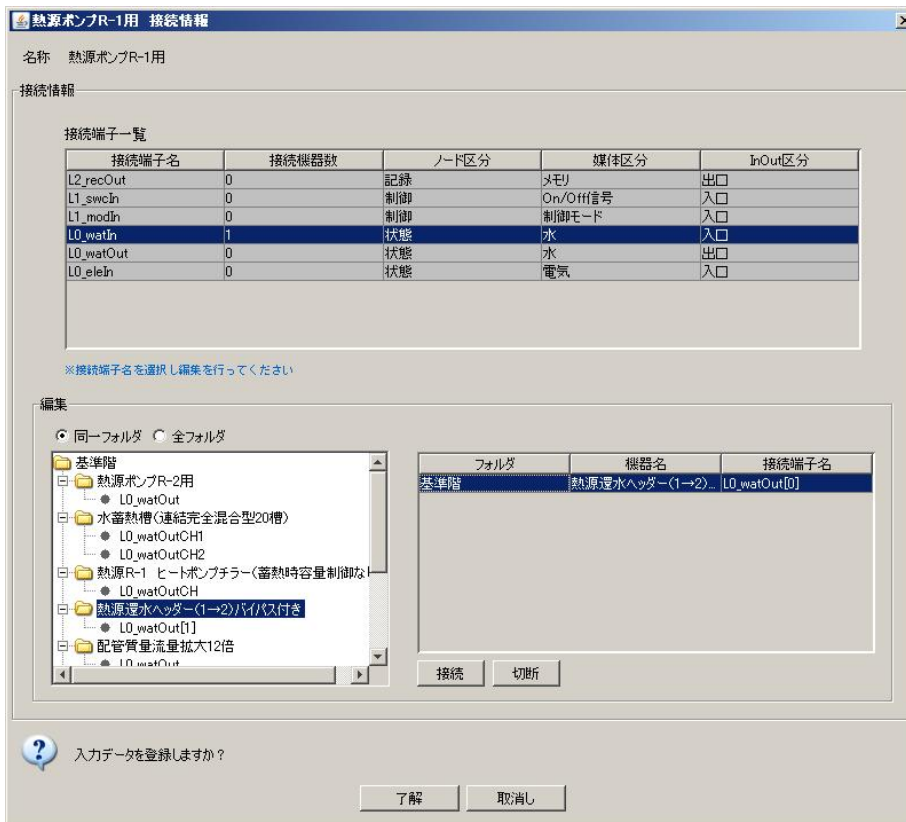 熱源ポンプR-1用 接続情報
名称 熱源ポンプR-1用
接続情報
接続端子一覧
接続端子名 接続機器数 ノード区分 媒体区分 InOut区分
L2_recOut 0 記録 メモリ 出口
L1_swcIn 0 制御 On/Off信号 入口
L1_modIn 0 制御 制御モード 入口
L0_watIn 1 状態 水 入口
L0_watOut 0 状態 水 出口
L0_eleIn 0 状態 電気 入口
※接続端子名を選択し編集を行ってください
編集
同一フォルダ 全フォルダ
基準階
熱源ポンプR-2用
L0_watOut
水蓄熱槽(連結完全混合型20槽)
L0_watOutCH1
L0_watOutCH2
熱源R-1 ヒートポンプチラー(蓄熱時容量制御な
L0_watOutCH
熱源還水ヘッダー(1→2)バイパス付き
L0_watOut[1]
配管質量流量拡大12倍
L0_watOut
フォルダ 機器名 接続端子名
基準階 熱源還水ヘッダー(1→2)... L0_watOut[0]
接続 切断
入力データを登録しますか?
了解 取消し